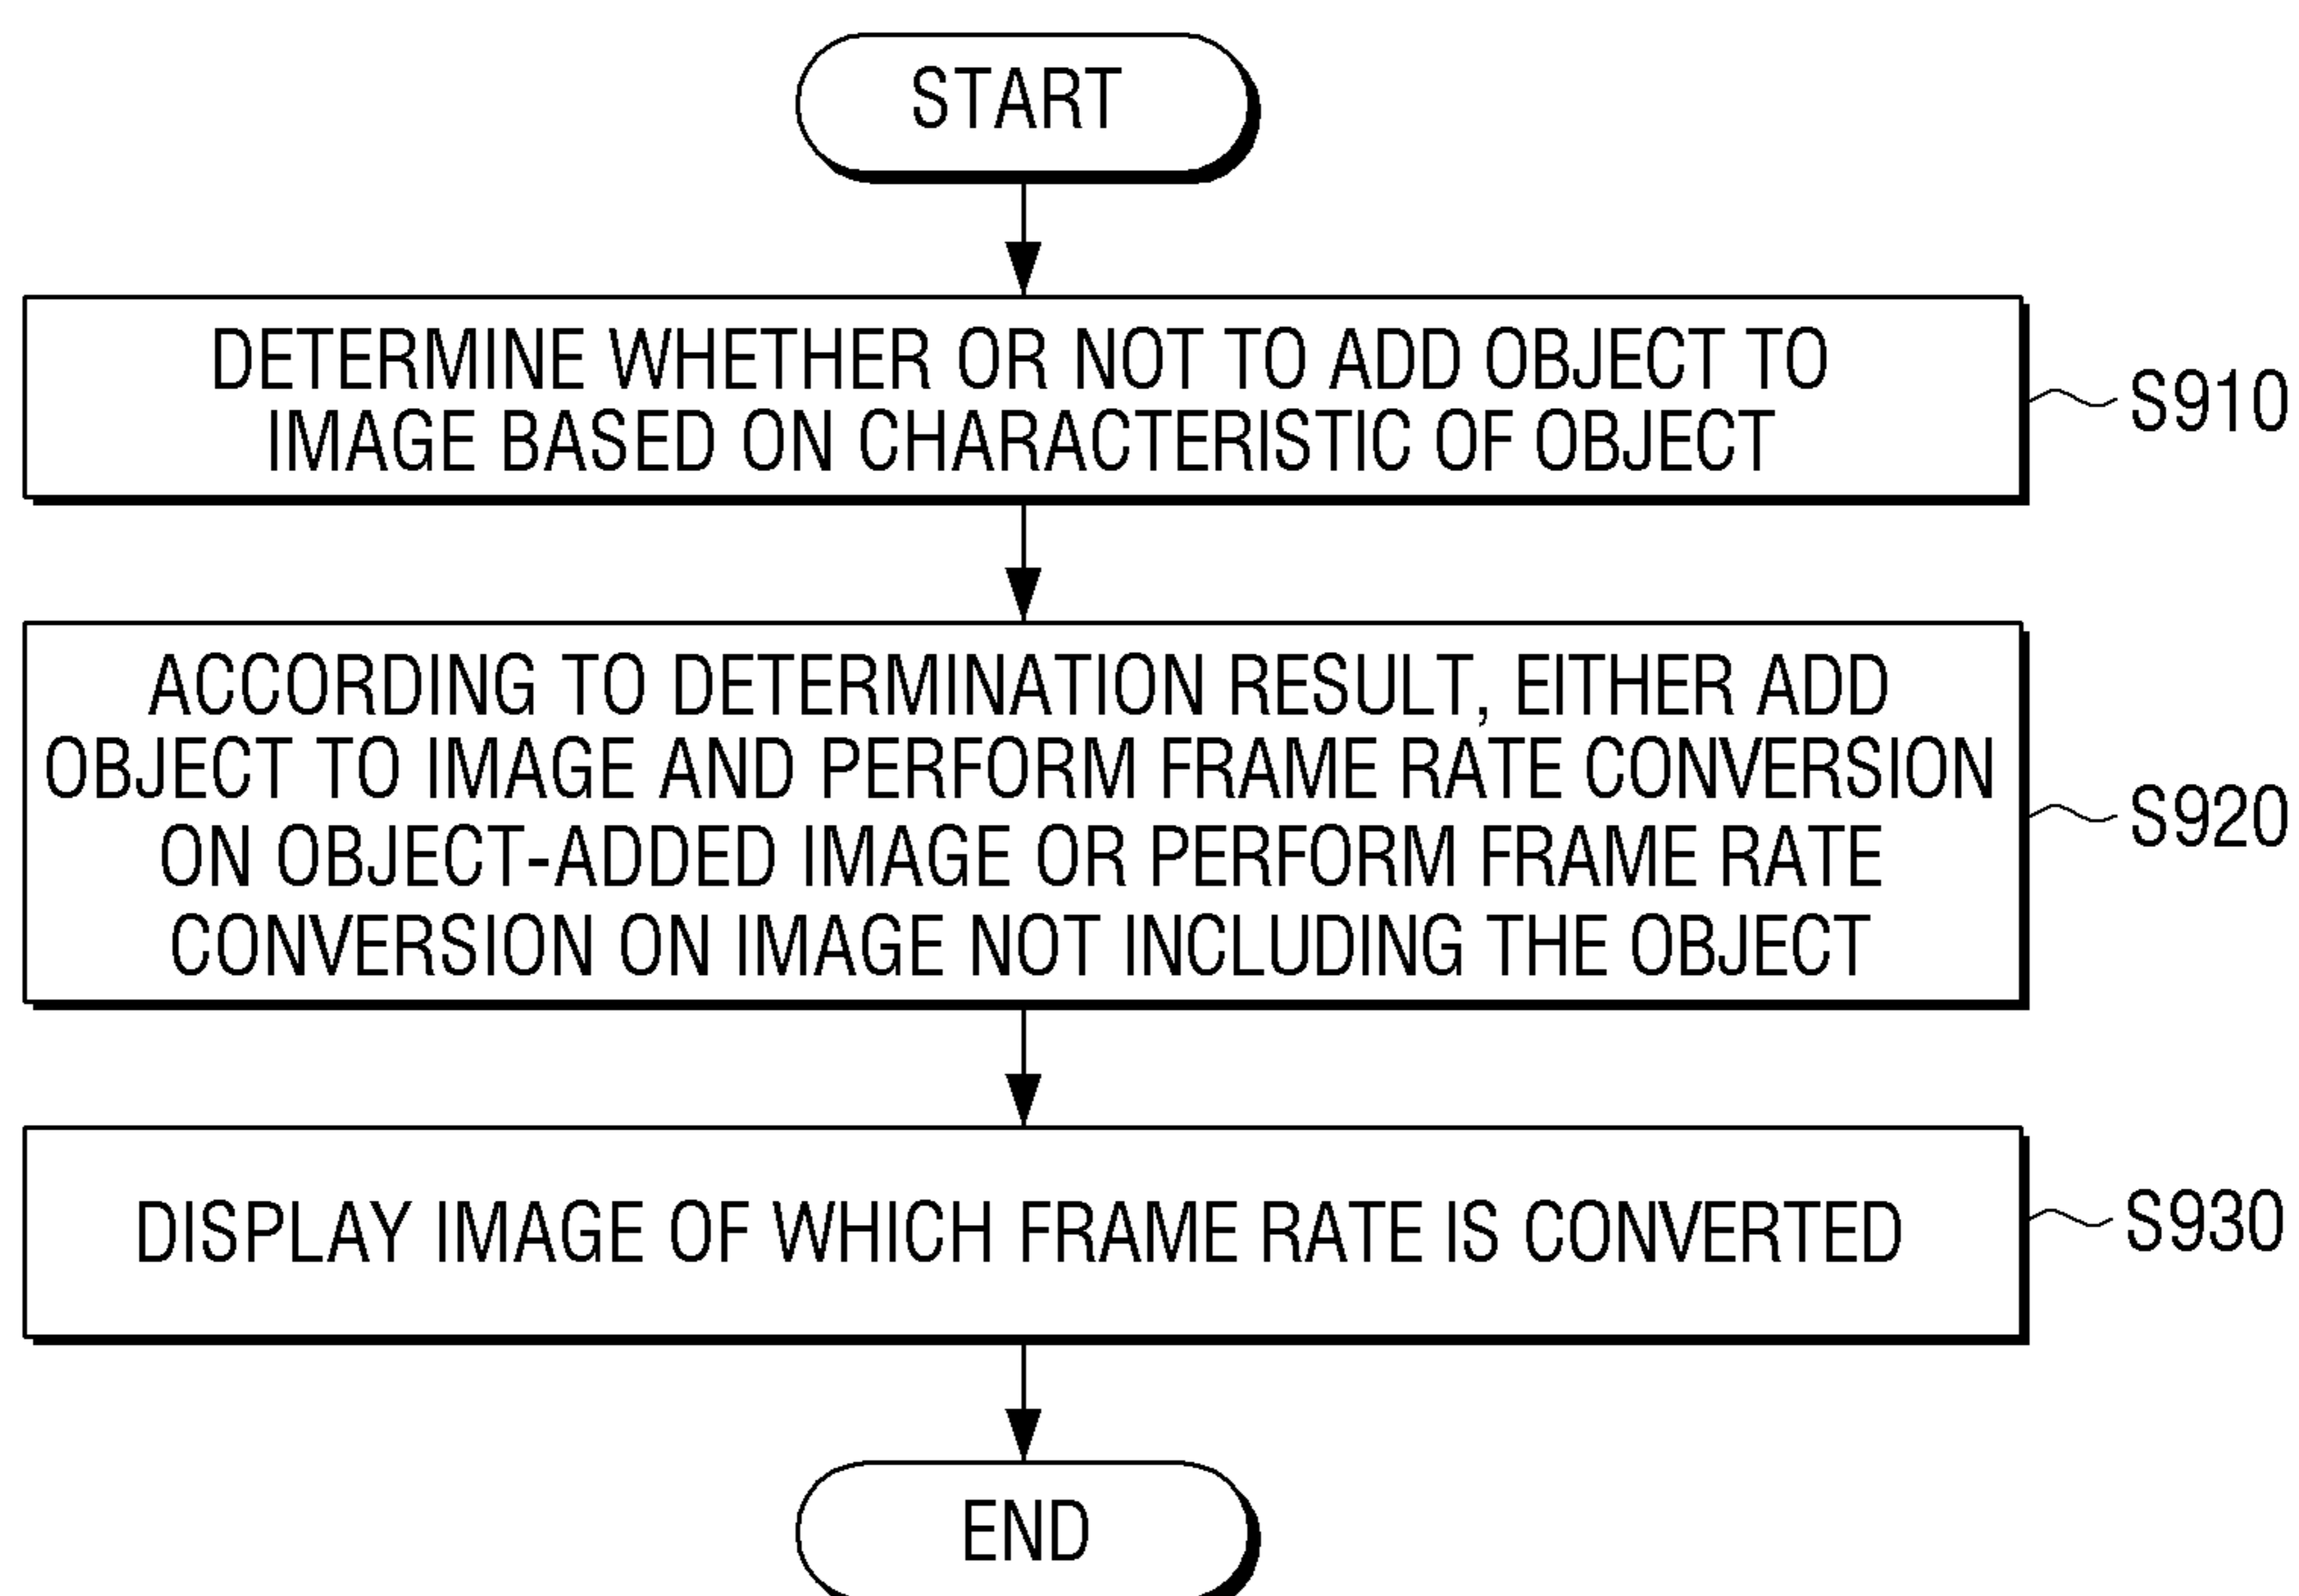 START
DETERMINE WHETHER OR NOT TO ADD OBJECT TO
IMAGE BASED ON CHARACTERISTIC OF OBJECT
S910
ACCORDING TO DETERMINATION RESULT, EITHER ADD
OBJECT TO IMAGE AND PERFORM FRAME RATE CONVERSION
ON OBJECT-ADDED IMAGE OR PERFORM FRAME RATE
CONVERSION ON IMAGE NOT INCLUDING THE OBJECT
S920
DISPLAY IMAGE OF WHICH FRAME RATE IS CONVERTED
S930
END